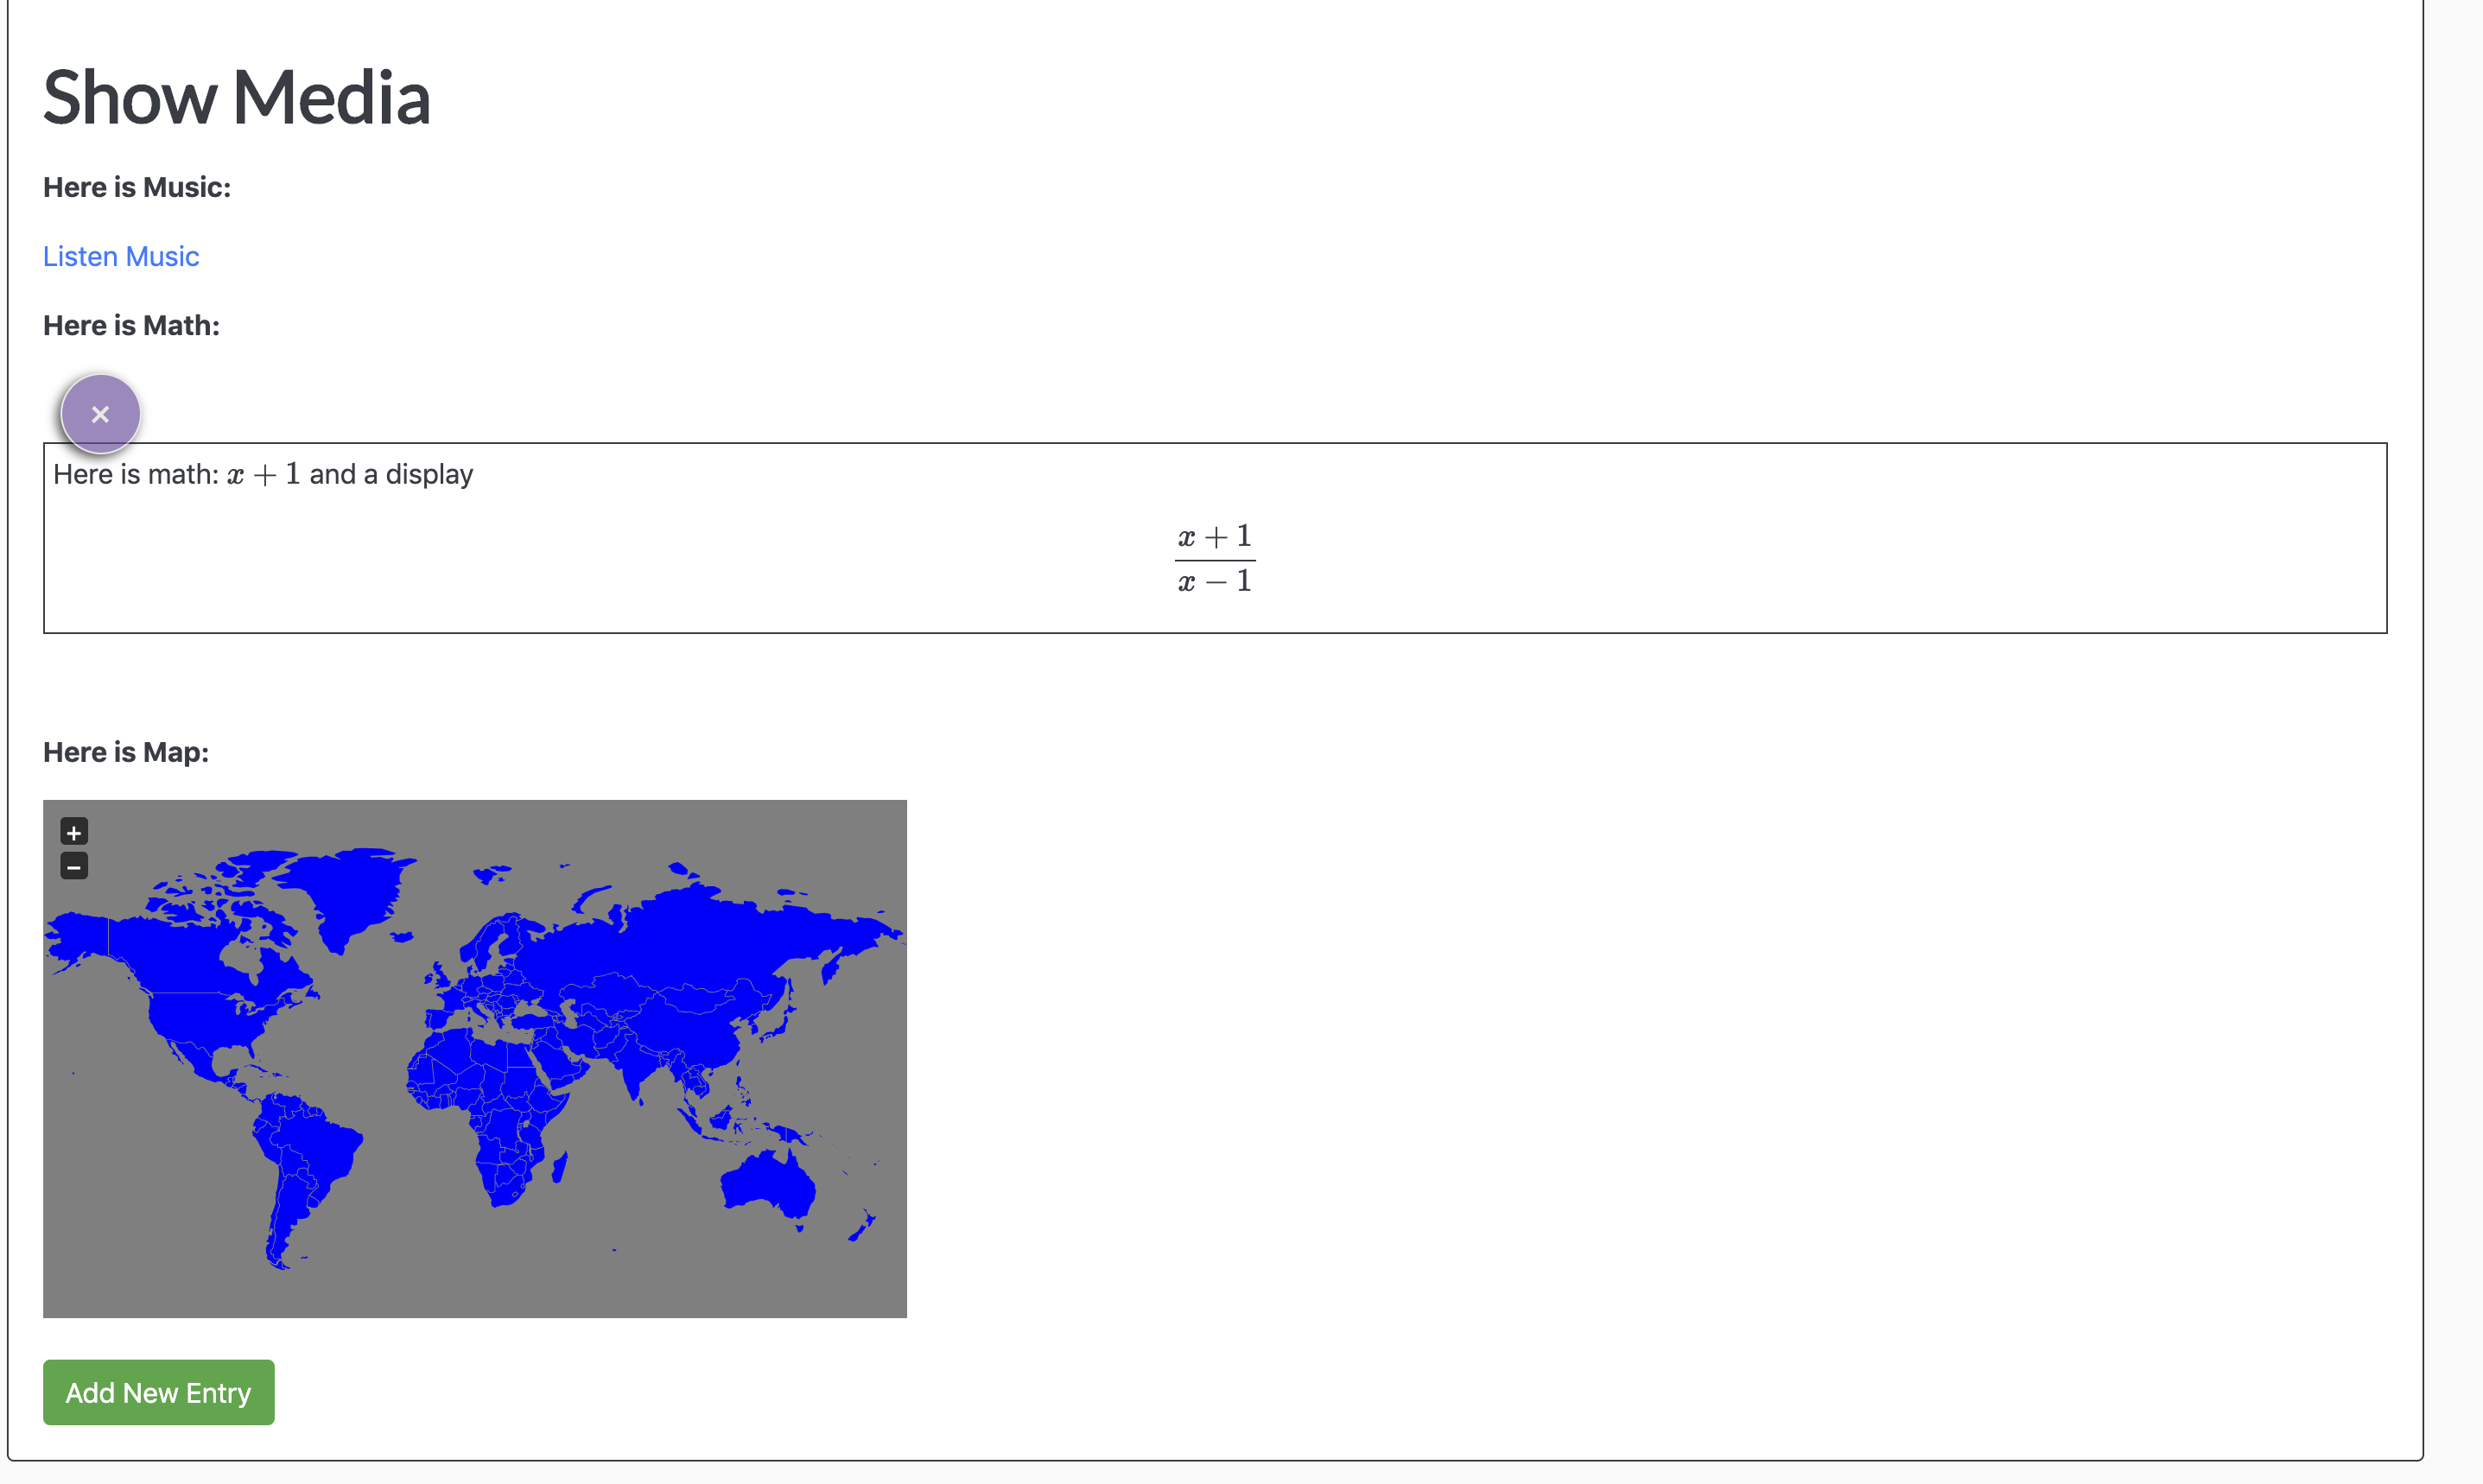 Show Media
Here is Music:
Listen Music
Here is Math:
×
Here is math: x + 1 and a display
x + 1
x − 1
Here is Map:
+
−
Add New Entry